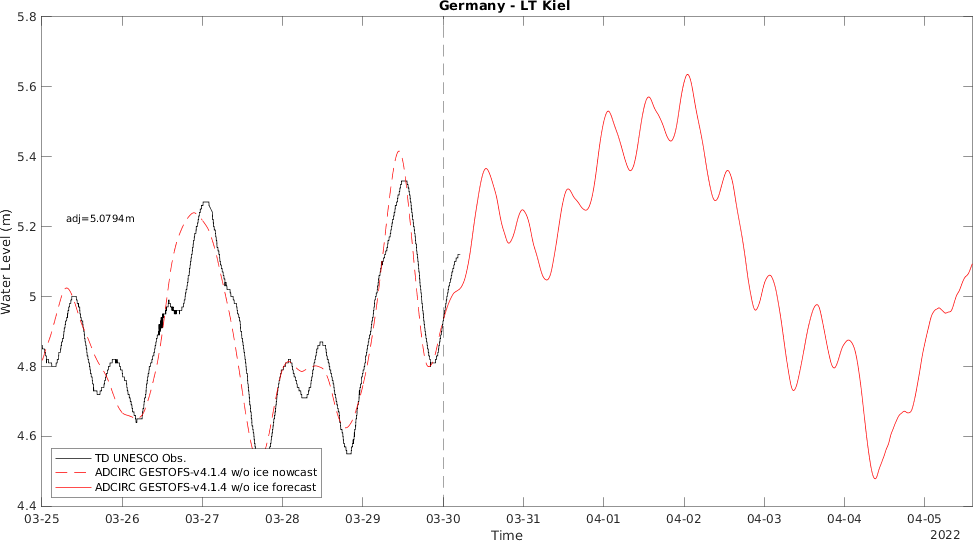 Germany - LT Kiel
5.8
5.6
5.4
5.2
5
4.8
4.6
4.4
Water Level (m)
adj=5.0794m
TD UNESCO Obs.
ADCIRC GESTOFS-v4.1.4 w/o ice nowcast
ADCIRC GESTOFS-v4.1.4 w/o ice forecast
03-25 03-26 03-27 03-28 03-29 03-30 03-31 04-01 04-02 04-03 04-04 04-05
Time
2022